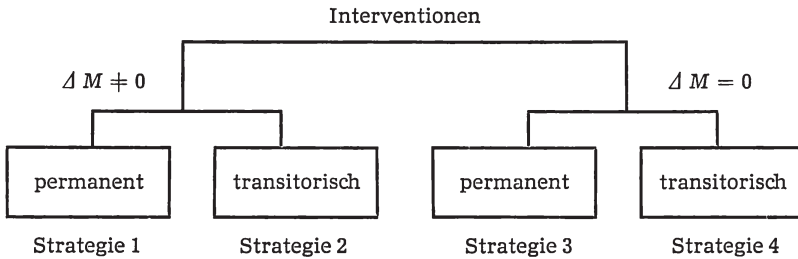 Interventionen
Δ M ≠ 0
Δ M = 0
permanent
transitorisch
permanent
transitorisch
Strategie 1
Strategie 2
Strategie 3
Strategie 4